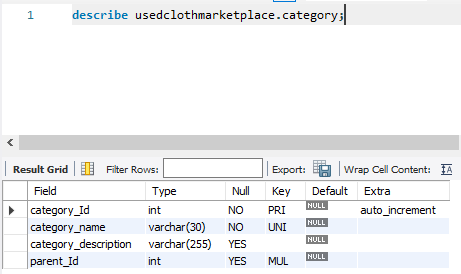 1 describe usedclothmarketplace.category;
Result Grid Filter Rows: Export: Wrap Cell Content:
Field Type Null Key Default Extra
category_Id int NO PRI NULL auto_increment
category_name varchar(30) NO UNI NULL
category_description varchar(255) YES NULL
parent_Id int YES MUL NULL